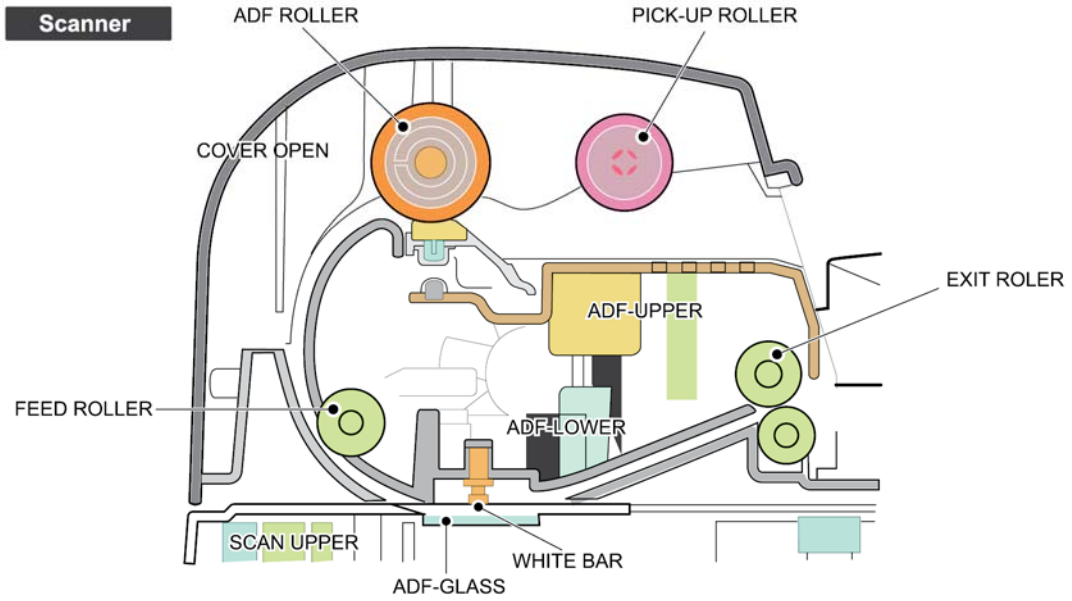 Scanner
ADF ROLLER
PICK-UP ROLLER
COVER OPEN
EXIT ROLER
ADF-UPPER
FEED ROLLER
ADF-LOWER
SCAN UPPER
WHITE BAR
ADF-GLASS